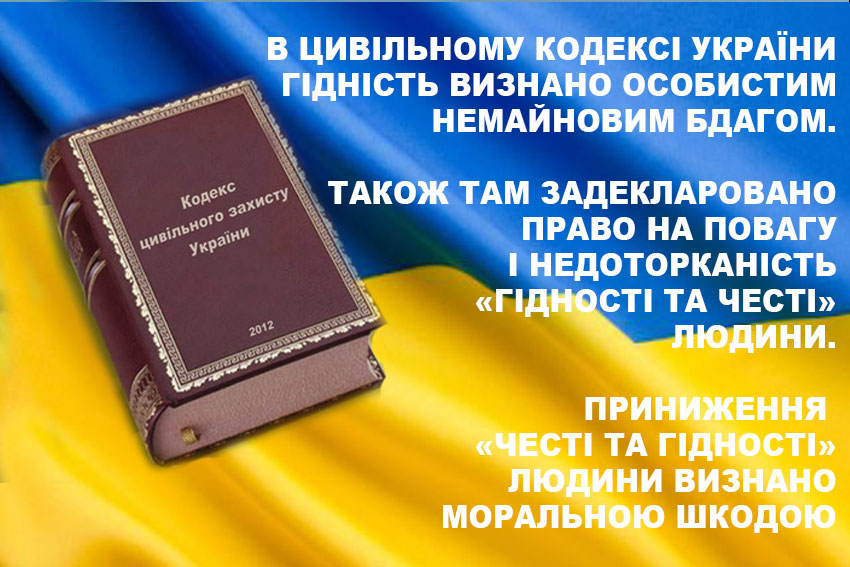 В ЦИВІЛЬНОМУ КОДЕКСІ УКРАЇНИ
ГІДНІСТЬ ВИЗНАНО ОСОБИСТИМ
НЕМАЙНОВИМ БДАГОМ.
ТАКОЖ ТАМ ЗАДЕКЛАРОВАНО
ПРАВО НА ПОВАГУ
І НЕДОТОРКАНІСТЬ
«ГІДНОСТІ ТА ЧЕСТІ»
ЛЮДИНИ.
ПРИНИЖЕННЯ
«ЧЕСТІ ТА ГІДНОСТІ»
ЛЮДИНИ ВИЗНАНО
МОРАЛЬНОЮ ШКОДОЮ
Кодекс
цивільного захисту
України
2012